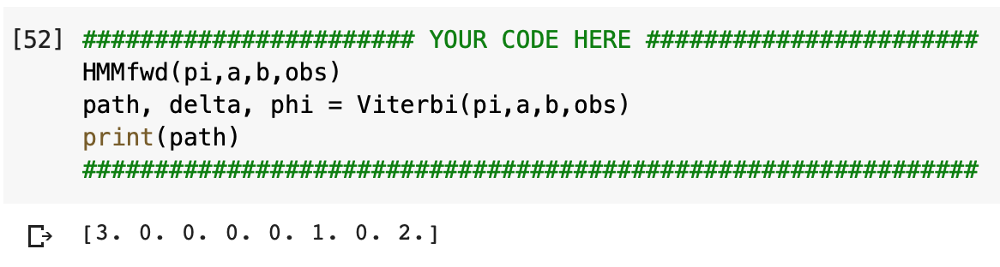 [52] ####################### YOUR CODE HERE #######################
HMMfwd(pi,a,b,obs)
path, delta, phi = Viterbi(pi,a,b,obs)
print(path)
##############################################################
[3. 0. 0. 0. 0. 1. 0. 2.]